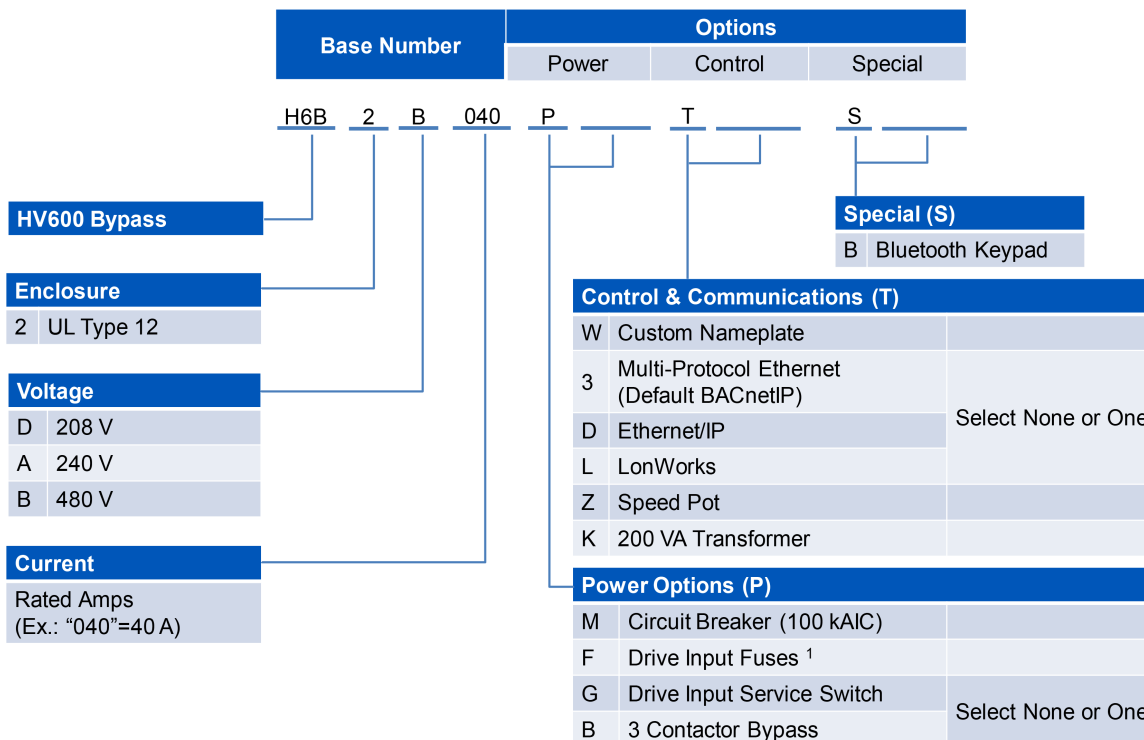 Base Number
Options
Power Control Special
H6B 2 B 040 P T S
HV600 Bypass
Enclosure
2 UL Type 12
Voltage
D 208 V
A 240 V
B 480 V
Current
Rated Amps
(Ex.: “040”=40 A)
Special (S)
B Bluetooth Keypad
Control & Communications (T)
W Custom Nameplate
3 Multi-Protocol Ethernet
(Default BACnetIP)
D Ethernet/IP
L LonWorks
Select None or One
Z Speed Pot
K 200 VA Transformer
Power Options (P)
M Circuit Breaker (100 kAIC)
F Drive Input Fuses 1
G Drive Input Service Switch
B 3 Contactor Bypass
Select None or One